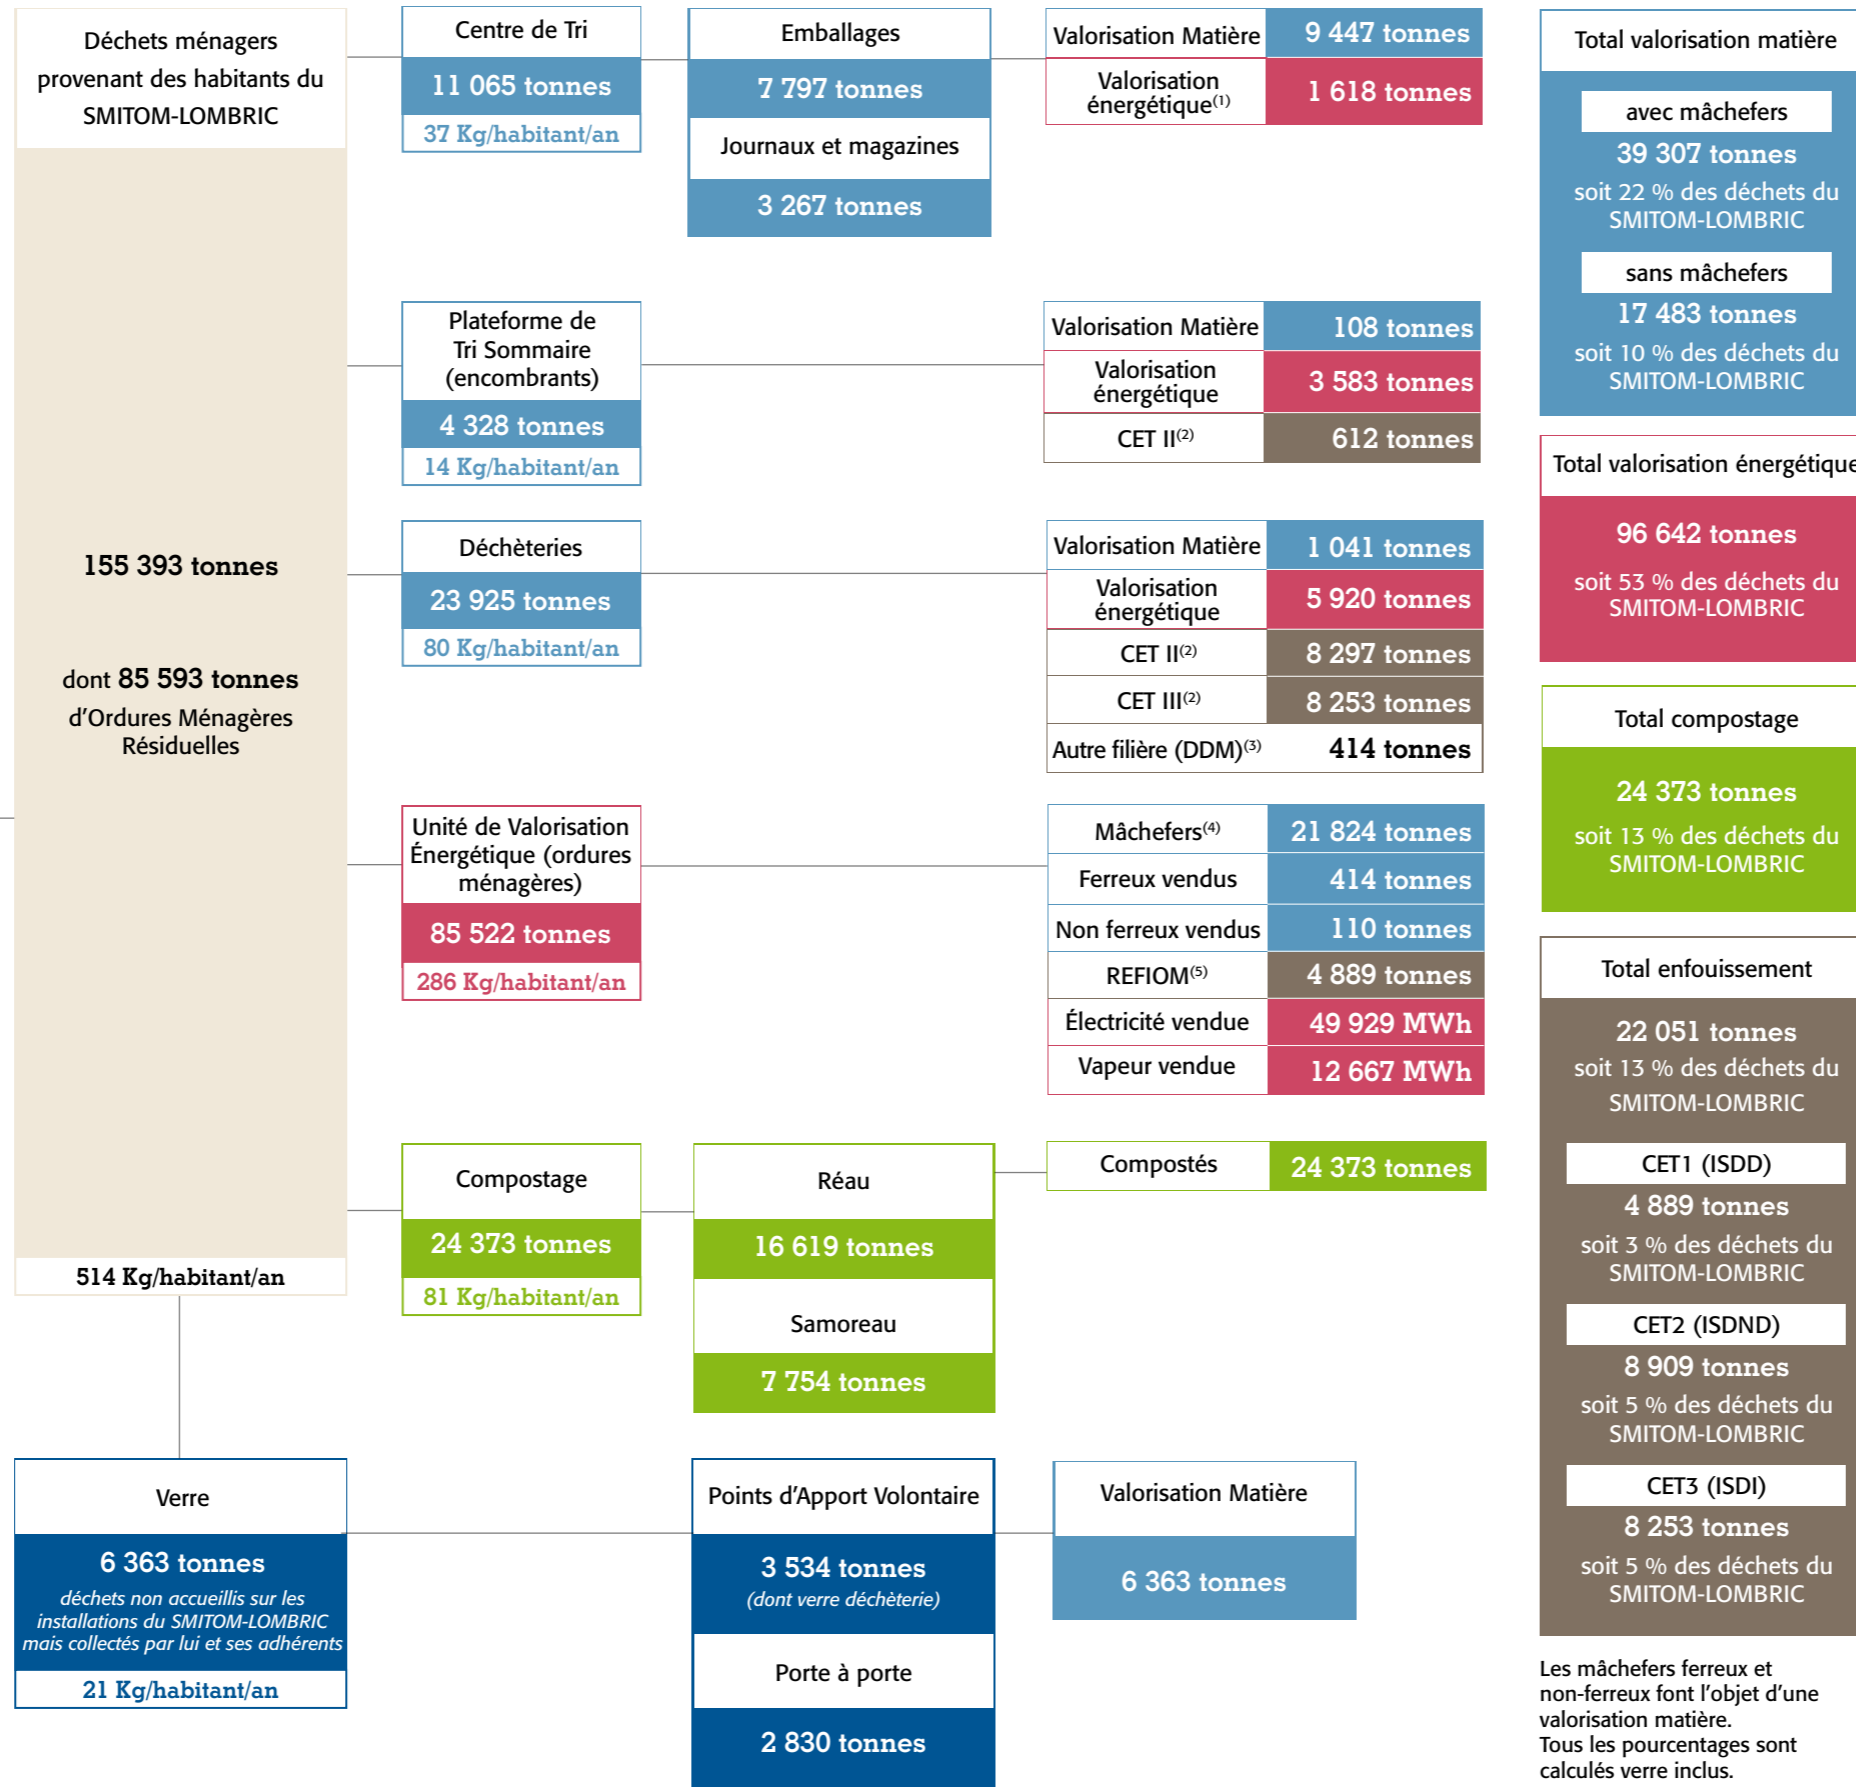 Déchets ménagers
provenant des habitants du
SMITOM-LOMBRIC
155 393 tonnes
dont 85 593 tonnes
d'Ordures Ménagères
Résiduelles
514 Kg/habitant/an
Centre de Tri
11 065 tonnes
37 Kg/habitant/an
Emballages
7 797 tonnes
Journaux et magazines
3 267 tonnes
Valorisation Matière 9 447 tonnes
Valorisation
énergétique(1)
1 618 tonnes
Plateforme de
Tri Sommaire
(encombrants)
4 328 tonnes
14 Kg/habitant/an
Valorisation Matière 108 tonnes
Valorisation
énergétique
3 583 tonnes
CET II(2) 612 tonnes
Déchèteries
23 925 tonnes
80 Kg/habitant/an
Valorisation Matière 1 041 tonnes
Valorisation
énergétique
5 920 tonnes
CET II(2) 8 297 tonnes
CET III(2) 8 253 tonnes
Autre filière (DDM)(3) 414 tonnes
Unité de Valorisation
Énergétique (ordures
ménagères)
85 522 tonnes
286 Kg/habitant/an
Mâchefers(4) 21 824 tonnes
Ferreux vendus 414 tonnes
Non ferreux vendus 110 tonnes
REFIOM(5) 4 889 tonnes
Électricité vendue 49 929 MWh
Vapeur vendue 12 667 MWh
Compostage
24 373 tonnes
81 Kg/habitant/an
Réau
16 619 tonnes
Samoreau
7 754 tonnes
Compostés 24 373 tonnes
Verre
6 363 tonnes
déchets non accueillis sur les
installations du SMITOM-LOMBRIC
mais collectés par lui et ses adhérents
21 Kg/habitant/an
Points d'Apport Volontaire
3 534 tonnes
(dont verre déchèterie)
Porte à porte
2 830 tonnes
Valorisation Matière
6 363 tonnes
Total valorisation matière
avec mâchefers
39 307 tonnes
soit 22 % des déchets du
SMITOM-LOMBRIC
sans mâchefers
17 483 tonnes
soit 10 % des déchets du
SMITOM-LOMBRIC
Total valorisation énergétique
96 642 tonnes
soit 53 % des déchets du
SMITOM-LOMBRIC
Total compostage
24 373 tonnes
soit 13 % des déchets du
SMITOM-LOMBRIC
Total enfouissement
22 051 tonnes
soit 13 % des déchets du
SMITOM-LOMBRIC
CET1 (ISDD)
4 889 tonnes
soit 3 % des déchets du
SMITOM-LOMBRIC
CET2 (ISDND)
8 909 tonnes
soit 5 % des déchets du
SMITOM-LOMBRIC
CET3 (ISDI)
8 253 tonnes
soit 5 % des déchets du
SMITOM-LOMBRIC
Les mâchefers ferreux et
non-ferreux font l'objet d'une
valorisation matière.
Tous les pourcentages sont
calculés verre inclus.